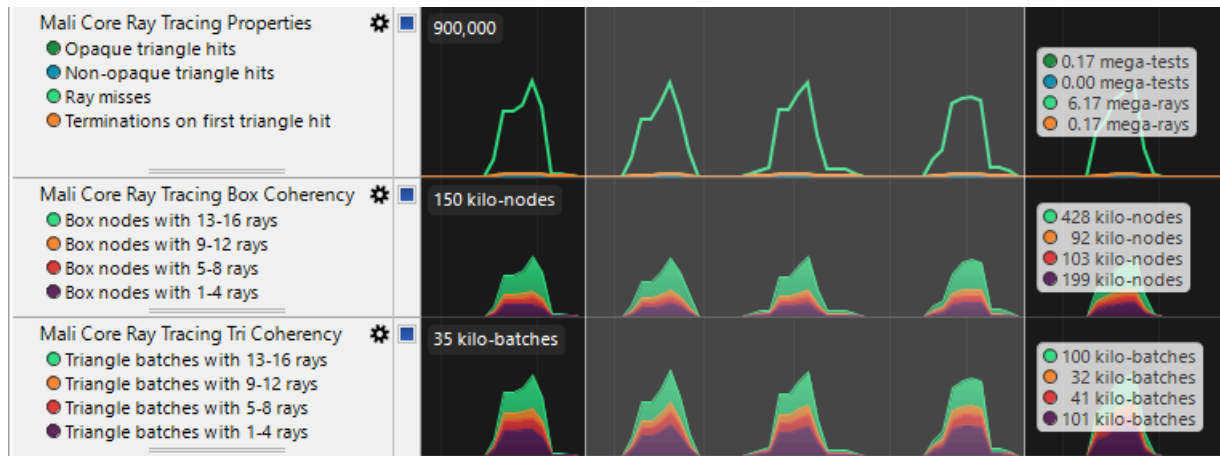 Mali Core Ray Tracing Properties
Opaque triangle hits
Non-opaque triangle hits
Ray misses
Terminations on first triangle hit
900,000
0.17 mega-tests
0.00 mega-tests
6.17 mega-rays
0.17 mega-rays
Mali Core Ray Tracing Box Coherency
Box nodes with 13-16 rays
Box nodes with 9-12 rays
Box nodes with 5-8 rays
Box nodes with 1-4 rays
150 kilo-nodes
428 kilo-nodes
92 kilo-nodes
103 kilo-nodes
199 kilo-nodes
Mali Core Ray Tracing Tri Coherency
Triangle batches with 13-16 rays
Triangle batches with 9-12 rays
Triangle batches with 5-8 rays
Triangle batches with 1-4 rays
35 kilo-batches
100 kilo-batches
32 kilo-batches
41 kilo-batches
101 kilo-batches